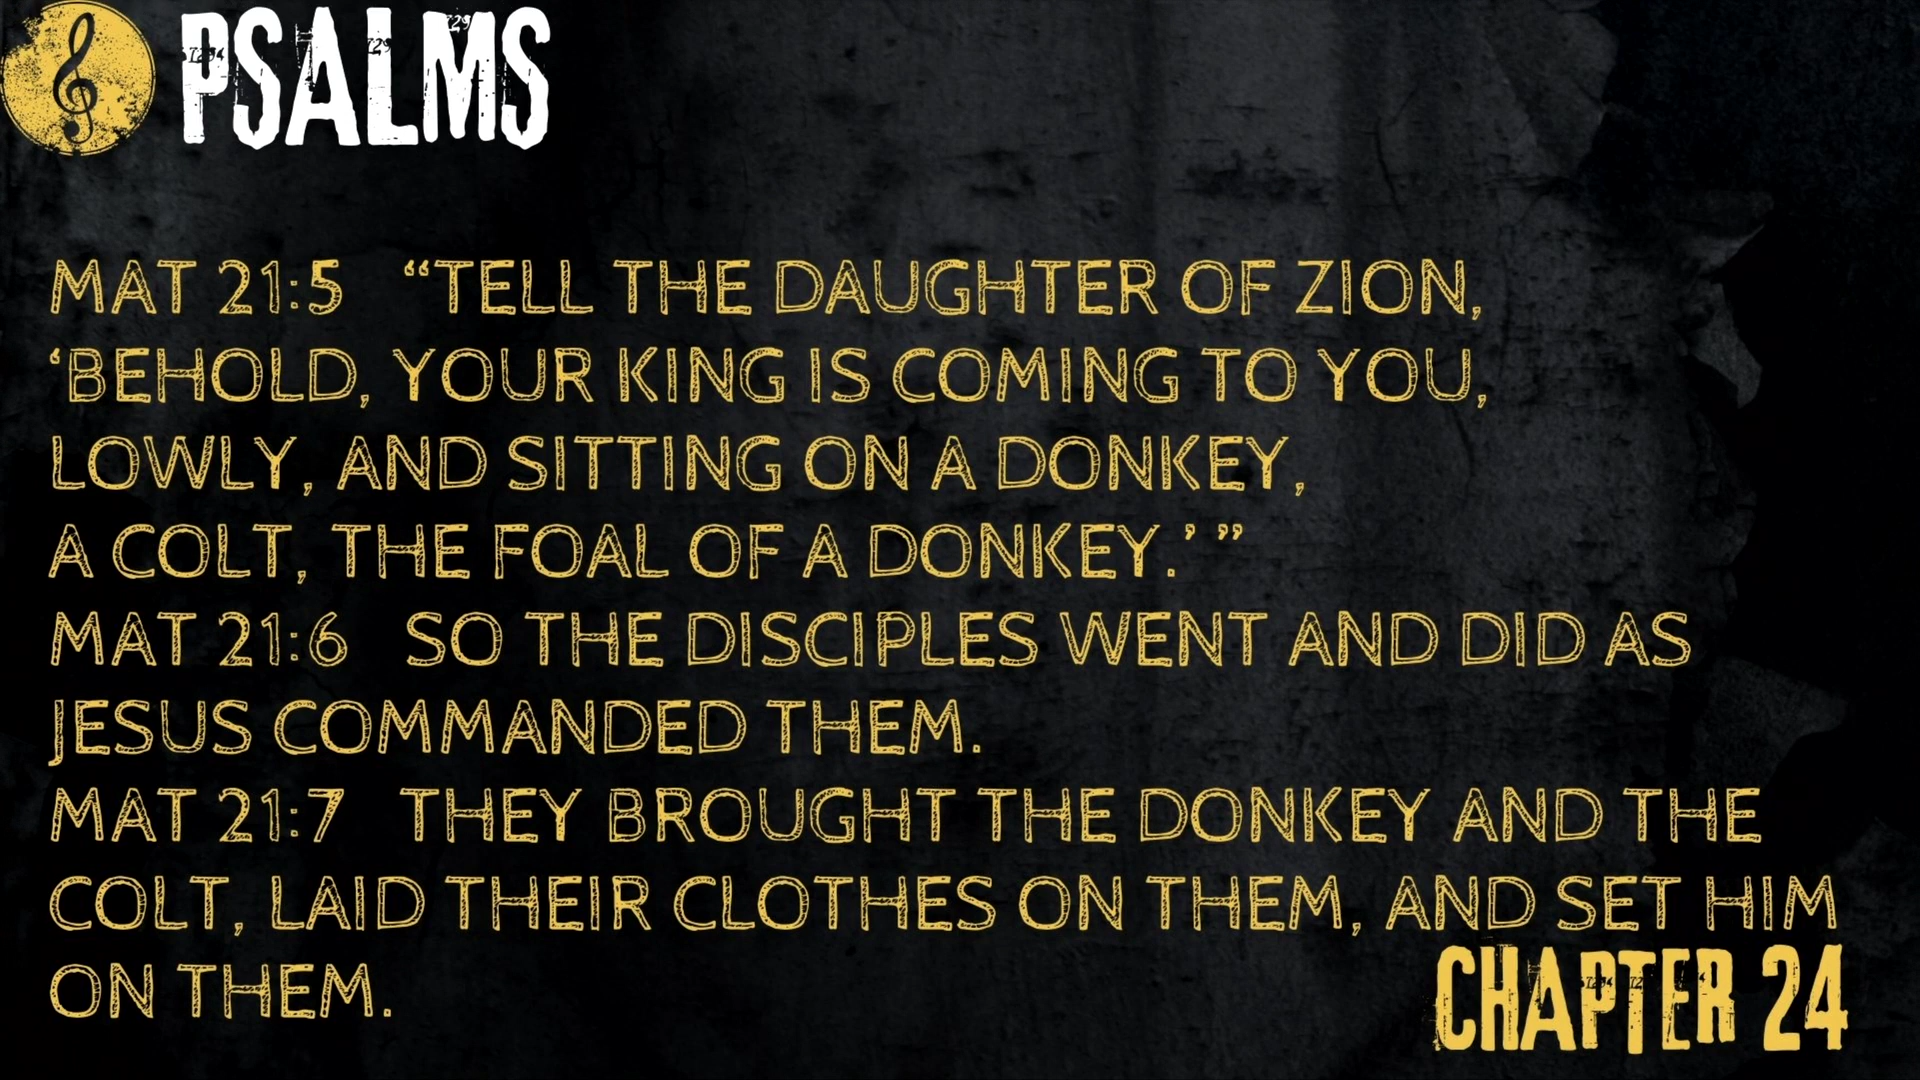 PSALMS
MAT 21:5 “TELL THE DAUGHTER OF ZION,
‘BEHOLD, YOUR KING IS COMING TO YOU,
LOWLY, AND SITTING ON A DONKEY,
A COLT, THE FOAL OF A DONKEY.’ ”
MAT 21:6 SO THE DISCIPLES WENT AND DID AS
JESUS COMMANDED THEM.
MAT 21:7 THEY BROUGHT THE DONKEY AND THE
COLT, LAID THEIR CLOTHES ON THEM, AND SET HIM
ON THEM.
CHAPTER 24